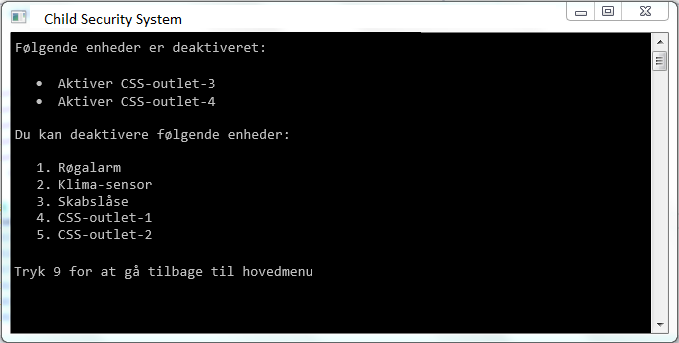 Child Security System
Følgende enheder er deaktiveret:
• Aktiver CSS-outlet-3
• Aktiver CSS-outlet-4
Du kan deaktivere følgende enheder:
1. Røgalarm
2. Klima-sensor
3. Skabslåse
4. CSS-outlet-1
5. CSS-outlet-2
Tryk 9 for at gå tilbage til hovedmenu